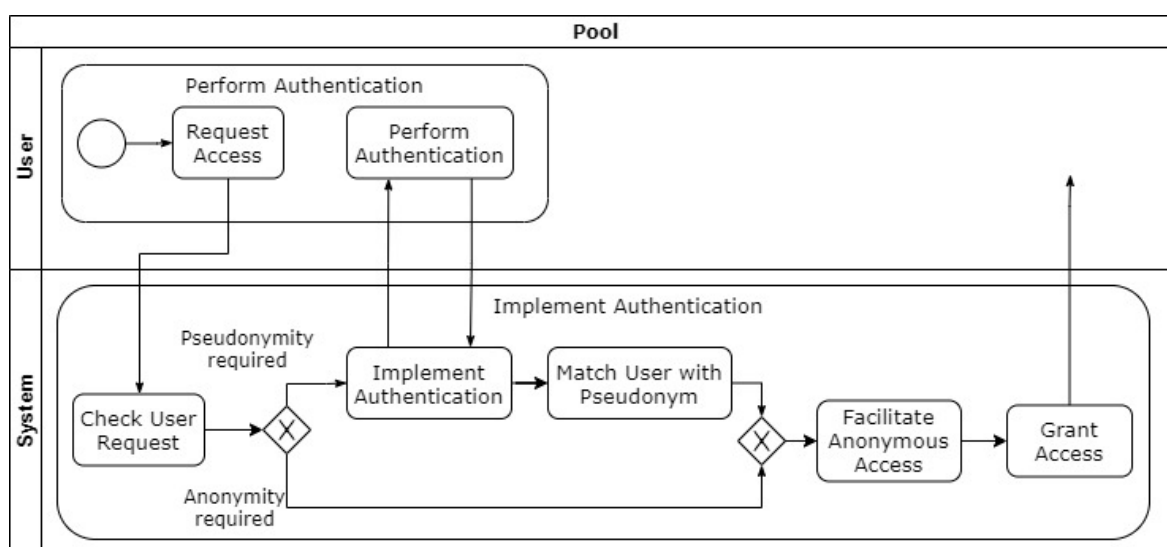 Pool
User
Perform Authentication
Request
Access
Perform
Authentication
System
Implement Authentication
Pseudonymity
required
Implement
Authentication
Match User with
Pseudonym
Check User
Request
X
X
Facilitate
Anonymous
Access
Grant
Access
Anonymity
required